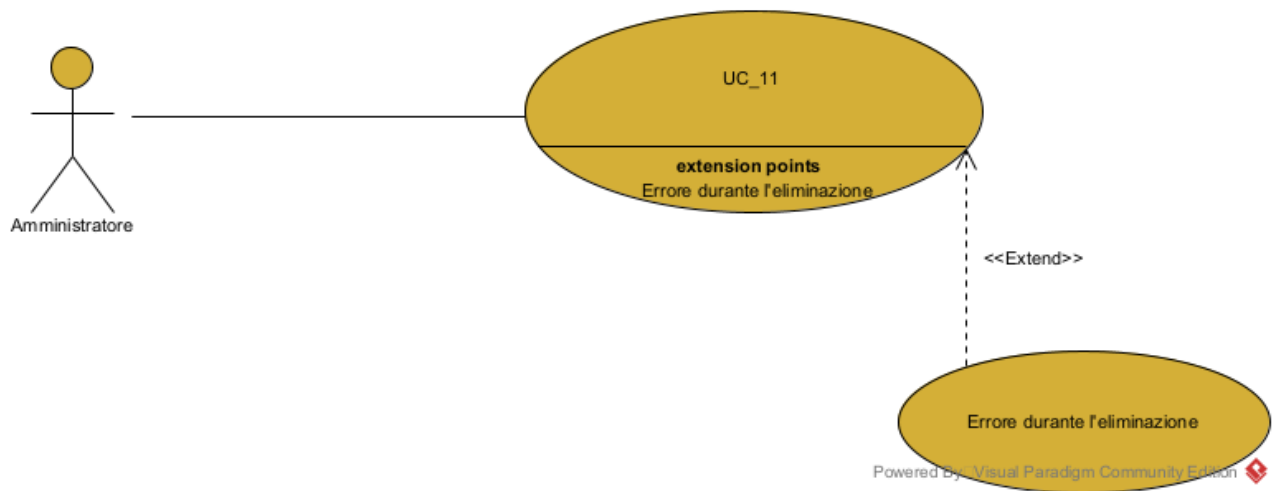 UC_11
extension points
Errore durante l'eliminazione
Amministratore
<<Extend>>
Errore durante l'eliminazione
Powered By Visual Paradigm Community Edition